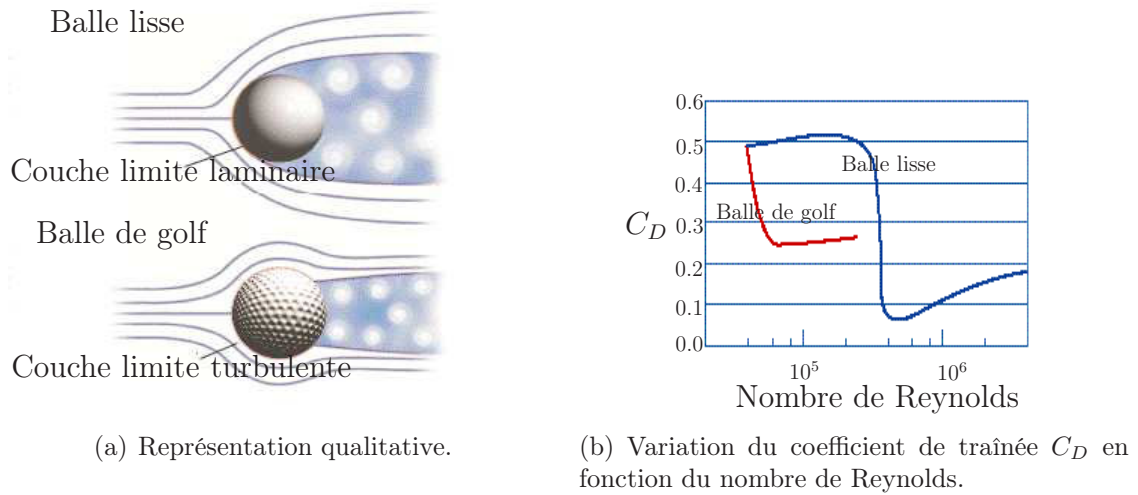 Balle lisse
Couche limite laminaire
Balle de golf
Couche limite turbulente
(a) Représentation qualitative.
0.6
0.5
0.4
0.3
0.2
0.1
0.0
C_D
Balle lisse
Balle de golf
10^5
10^6
Nombre de Reynolds
(b) Variation du coefficient de traînée C_D en
fonction du nombre de Reynolds.